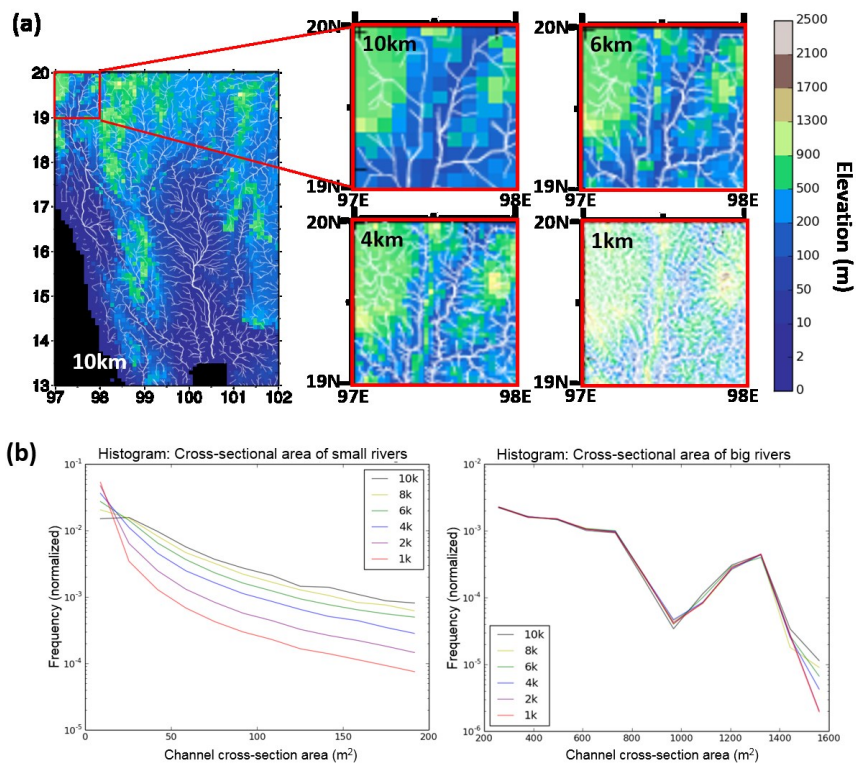 (a)
20
19
18
17
16
15
14
13
97 98 99 100 101 102
10km
20N
10km
19N
97E 98E
20N
6km
19N
97E 98E
20N
4km
19N
97E 98E
20N
1km
19N
97E 98E
2500
2100
1700
1300
900
500
200
100
50
10
2
0
Elevation (m)
(b)
Histogram: Cross-sectional area of small rivers
10⁻¹
10⁻²
10⁻³
10⁻⁴
10⁻⁵
Frequency (normalized)
10k
8k
6k
4k
2k
1k
0 50 100 150 200
Channel cross-section area (m²)
Histogram: Cross-sectional area of big rivers
10⁻²
10⁻³
10⁻⁴
10⁻⁵
10⁻⁶
Frequency (normalized)
10k
8k
6k
4k
2k
1k
200 400 600 800 1000 1200 1400 1600
Channel cross-section area (m²)